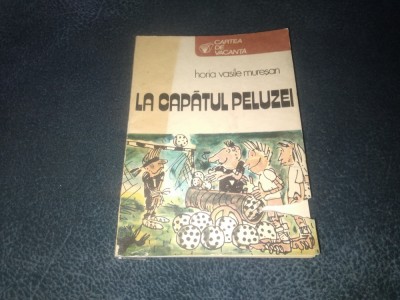 CARTEA
DE
VACANȚĂ
horia vasile mureșan
LA CAPĂTUL PELUZEI